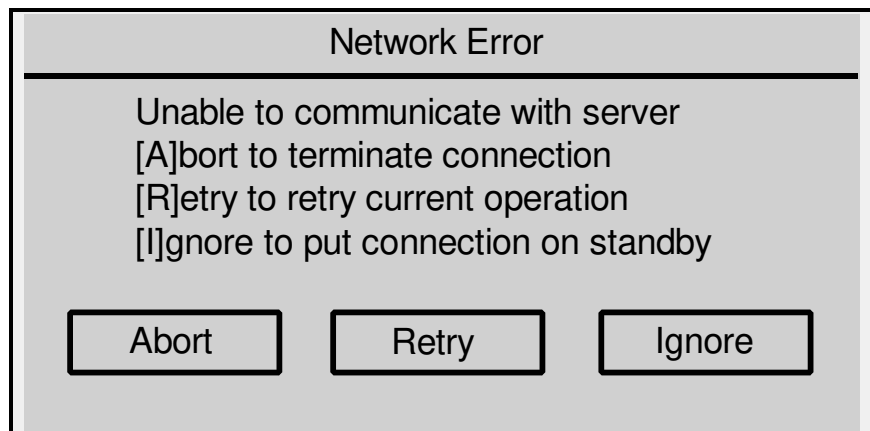 Network Error
Unable to communicate with server
[A]bort to terminate connection
[R]etry to retry current operation
[I]gnore to put connection on standby
Abort Retry Ignore